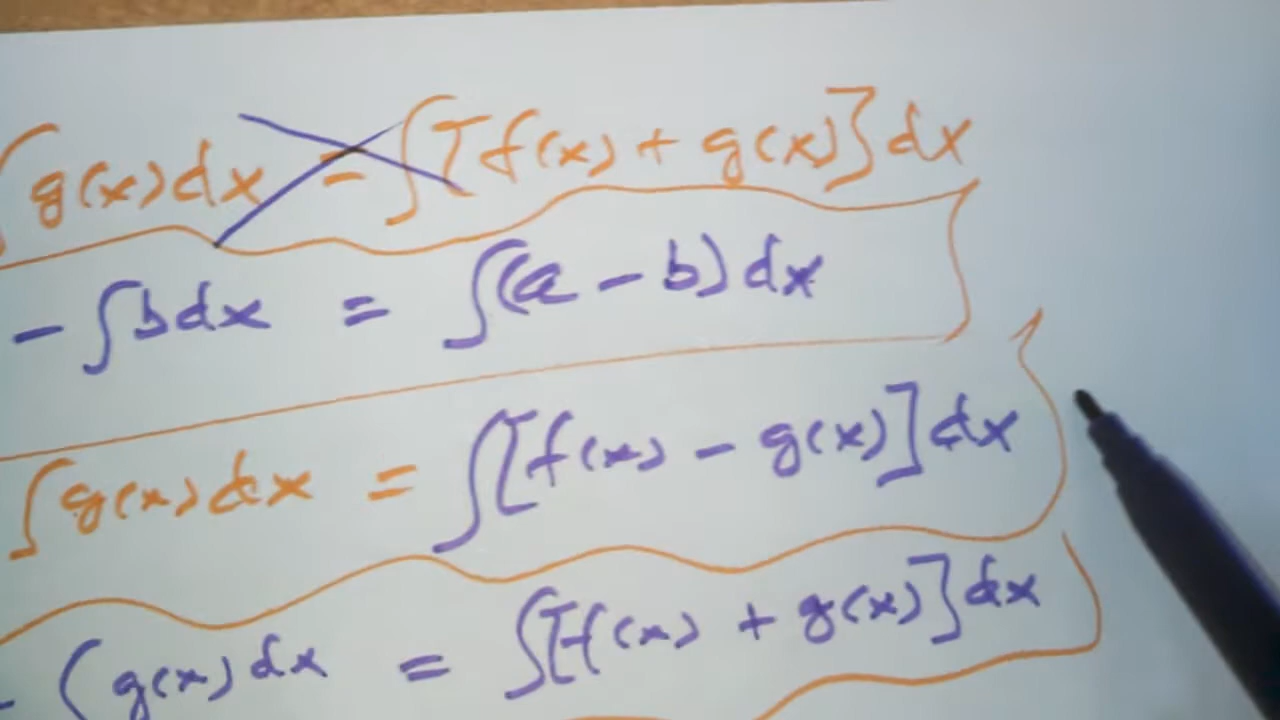 ∫g(x)dx = ∫[f(x) + g(x)]dx
- ∫bdx = ∫(a - b)dx
∫g(x)dx = ∫[f(x) - g(x)]dx
- ∫g(x)dx = ∫[f(x) + g(x)]dx